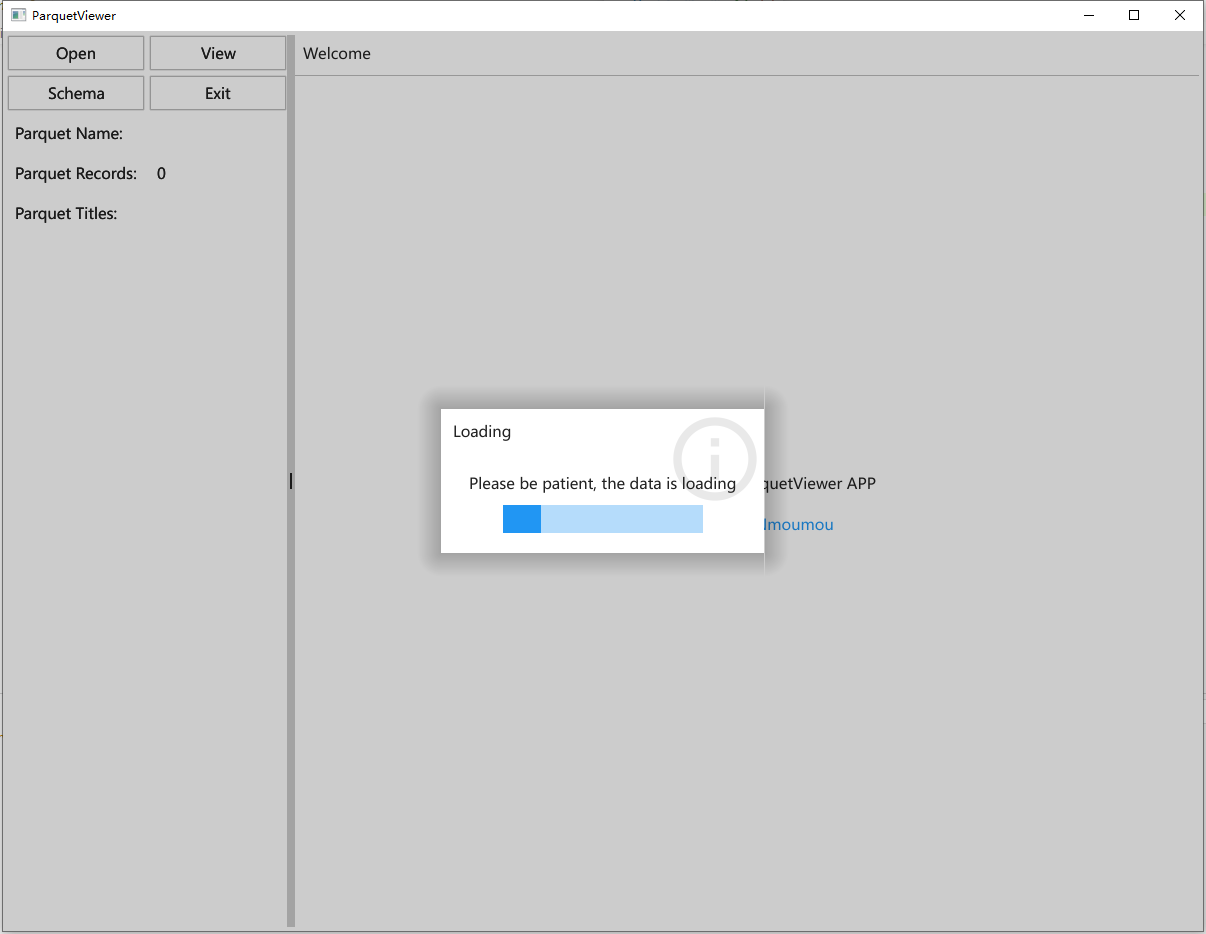 ParquetViewer
Open View
Schema Exit
Parquet Name:
Parquet Records: 0
Parquet Titles:
Welcome
Loading
Please be patient, the data is loading
quetViewer APP
moumou